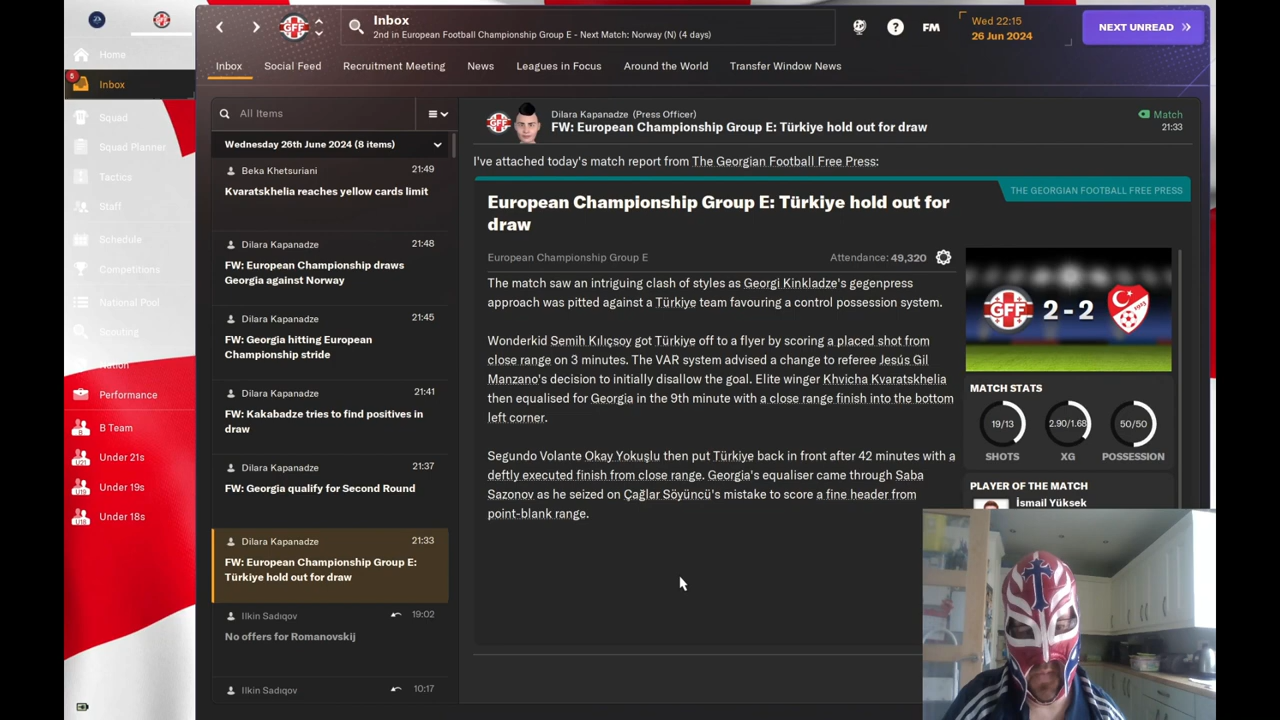 Inbox
2nd in European Football Championship Group E - Next Match: Norway (N) (4 days)
FM
Wed 22:15
26 Jun 2024
NEXT UNREAD
GFF
Home
5
Inbox
Squad
Squad Planner
Tactics
Staff
Schedule
Competitions
National Pool
Scouting
Nation
Performance
B Team
Under 21s
Under 19s
Under 18s
Inbox
Social Feed
Recruitment Meeting
News
Leagues in Focus
Around the World
Transfer Window News
All Items
Wednesday 26th June 2024 (8 items)
Beka Khetsuriani 21:49
Kvaratskhelia reaches yellow cards limit
Dilara Kapanadze 21:48
FW: European Championship draws
Georgia against Norway
Dilara Kapanadze 21:45
FW: Georgia hitting European
Championship stride
Dilara Kapanadze 21:41
FW: Kakabadze tries to find positives in
draw
Dilara Kapanadze 21:37
FW: Georgia qualify for Second Round
Dilara Kapanadze 21:33
FW: European Championship Group E:
Türkiye hold out for draw
Ilkin Sadıqov 19:02
No offers for Romanovskij
Ilkin Sadıqov 10:17
GFF
Dilara Kapanadze (Press Officer)
FW: European Championship Group E: Türkiye hold out for draw
Match
21:33
I've attached today's match report from The Georgian Football Free Press:
THE GEORGIAN FOOTBALL FREE PRESS
European Championship Group E: Türkiye hold out for
draw
European Championship Group E
Attendance: 49,320
The match saw an intriguing clash of styles as Georgi Kinkladze's gegenpress
approach was pitted against a Türkiye team favouring a control possession system.
Wonderkid Semih Kılıçsoy got Türkiye off to a flyer by scoring a placed shot from
close range on 3 minutes. The VAR system advised a change to referee Jesús Gil
Manzano's decision to initially disallow the goal. Elite winger Khvicha Kvaratskhelia
then equalised for Georgia in the 9th minute with a close range finish into the bottom
left corner.
Segundo Volante Okay Yokuşlu then put Türkiye back in front after 42 minutes with a
deftly executed finish from close range. Georgia's equaliser came through Saba
Sazonov as he seized on Çağlar Söyüncü's mistake to score a fine header from
point-blank range.
GFF
2 - 2
MATCH STATS
19/13
2.90/1.68
50/50
SHOTS
XG
POSSESSION
PLAYER OF THE MATCH
İsmail Yüksek